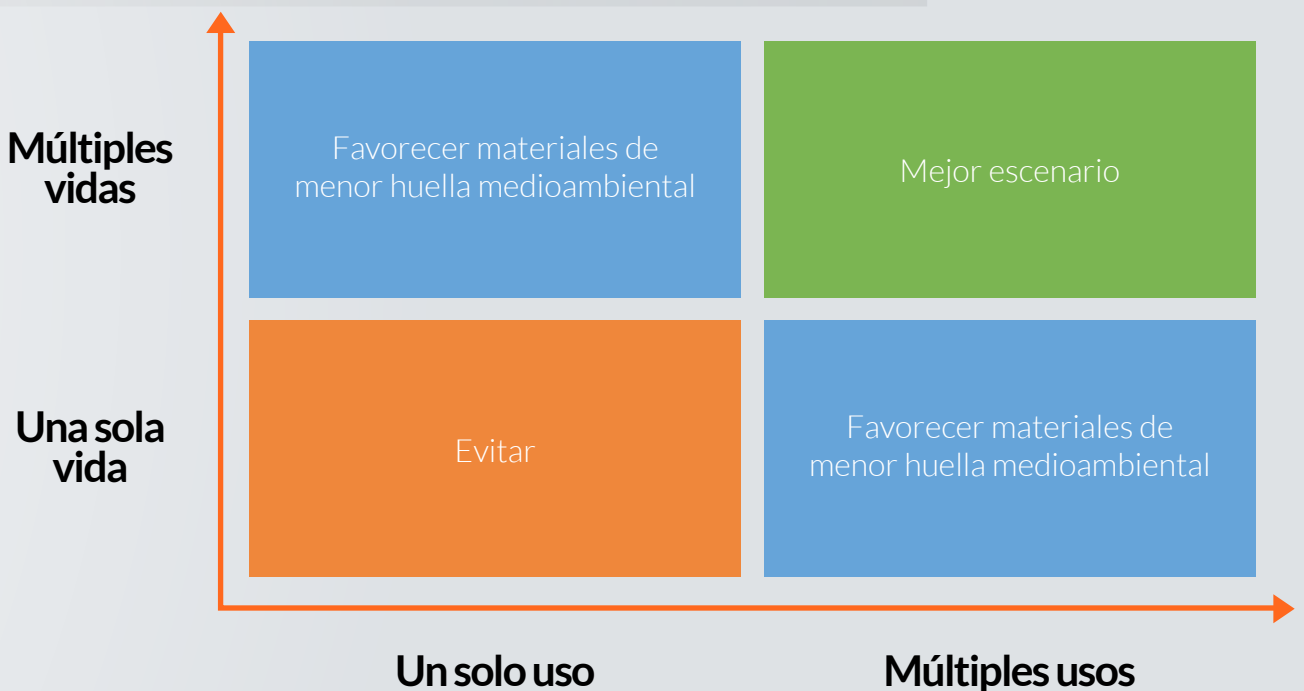 Múltiples
vidas
Favorecer materiales de
menor huella medioambiental
Mejor escenario
Una sola
vida
Evitar
Favorecer materiales de
menor huella medioambiental
Un solo uso
Múltiples usos